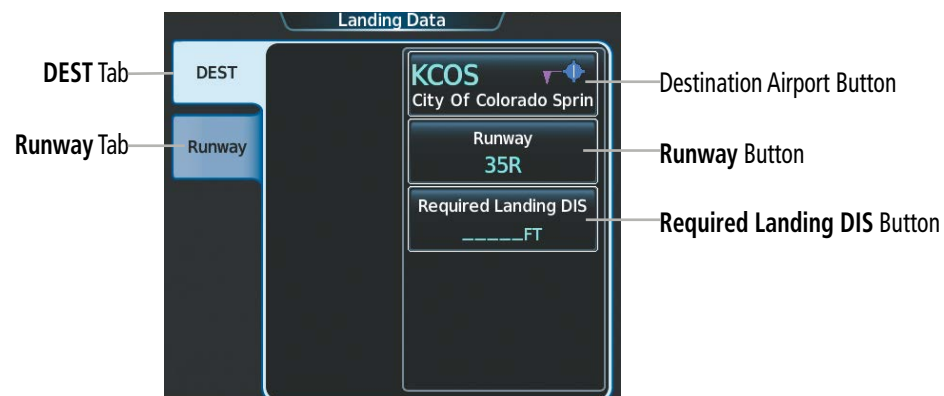 Landing Data
DEST Tab
DEST
KCOS
City Of Colorado Sprin
Destination Airport Button
Runway Tab
Runway
Runway
35R
Runway Button
Required Landing DIS
_____FT
Required Landing DIS Button